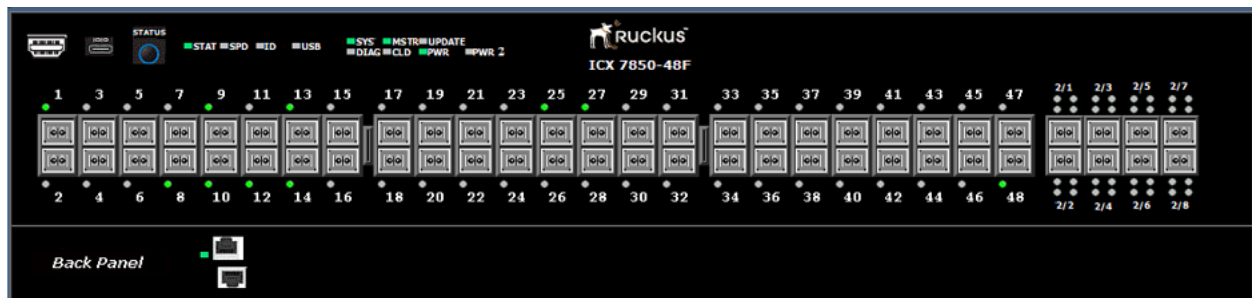 STATUS
STAT SPD ID USB
SYS MSTR UPDATE
DIAG CLD PWR PWR 2
Ruckus
ICX 7850-48F
1 3 5 7 9 11 13 15 17 19 21 23 25 27 29 31 33 35 37 39 41 43 45 47 2/1 2/3 2/5 2/7
2 4 6 8 10 12 14 16 18 20 22 24 26 28 30 32 34 36 38 40 42 44 46 48 2/2 2/4 2/6 2/8
Back Panel